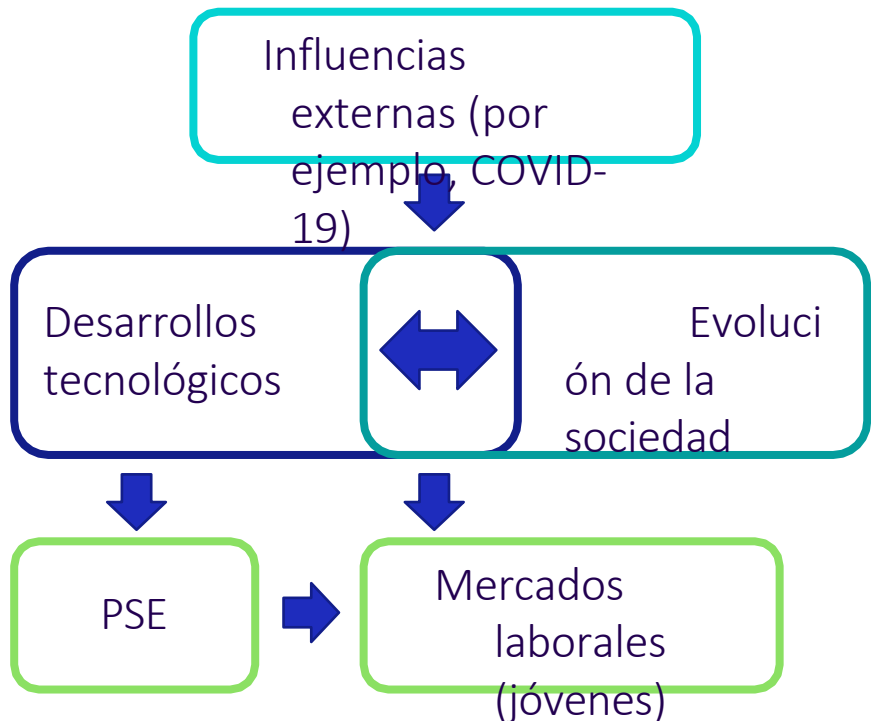 Influencias
externas (por
ejemplo, COVID-
19)
Desarrollos
tecnológicos
Evoluci
ón de la
sociedad
PSE
Mercados
laborales
(jóvenes)